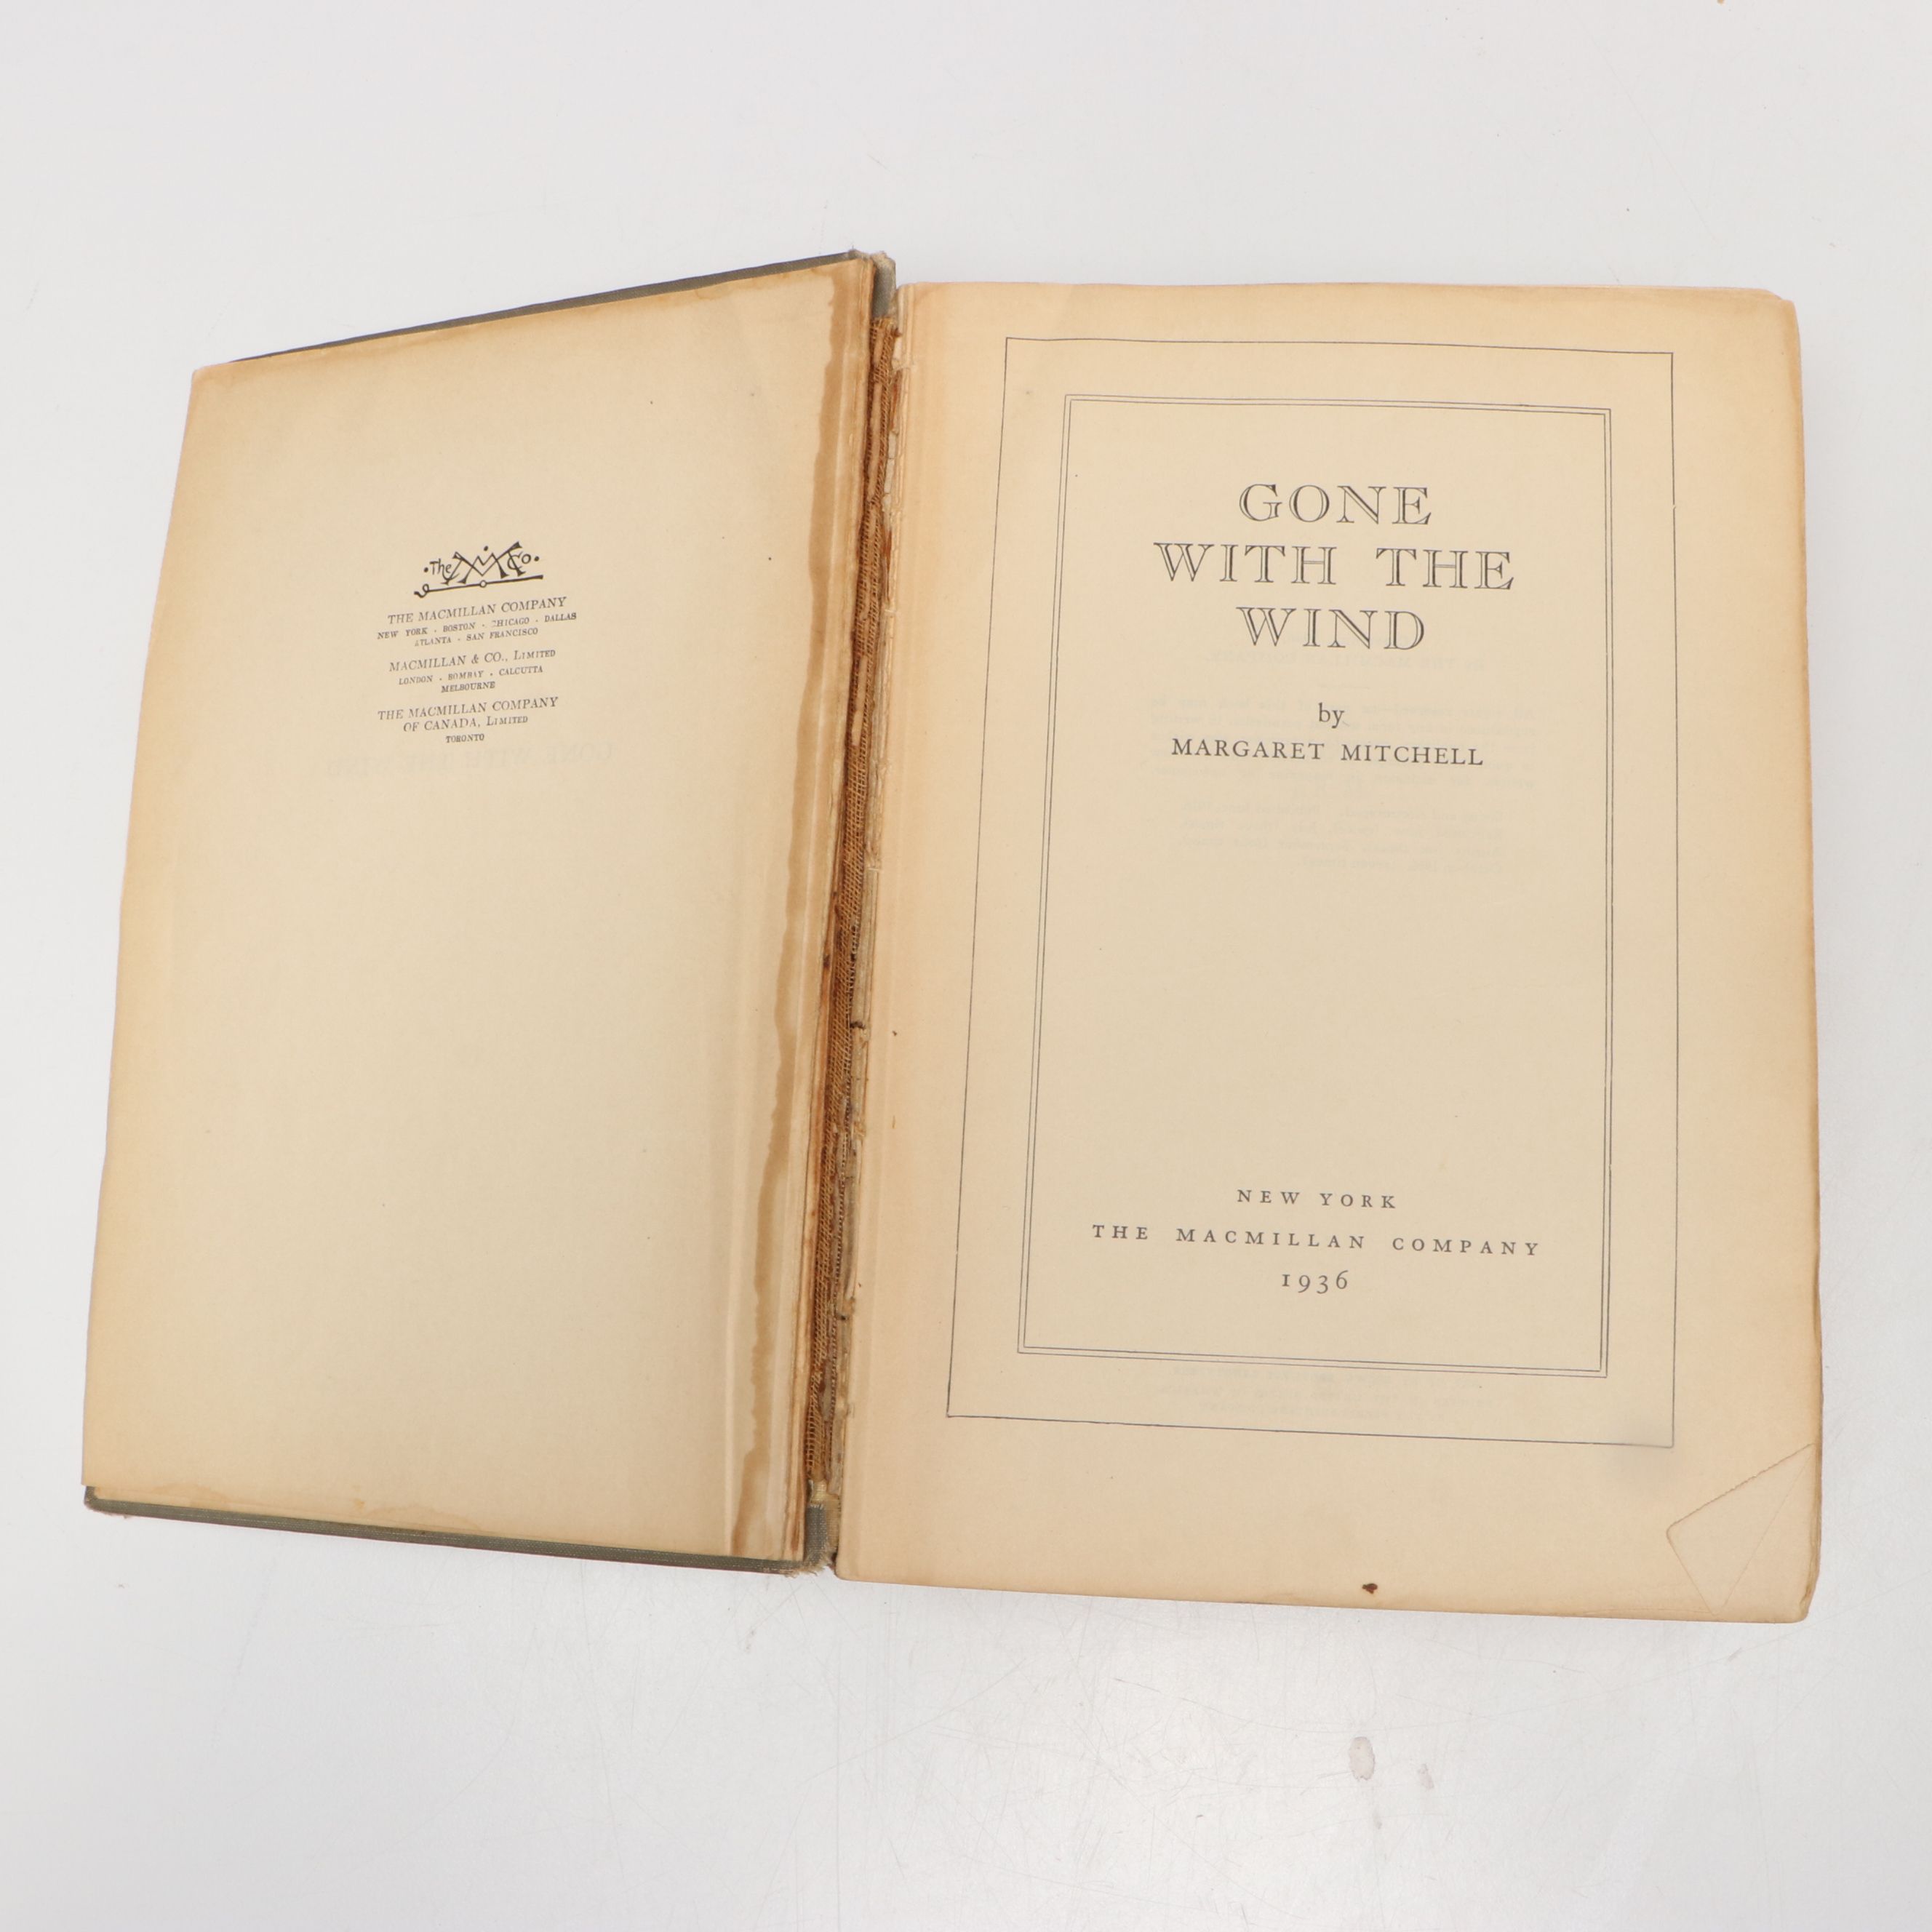 The M Co.
THE MACMILLAN COMPANY
NEW YORK · BOSTON · CHICAGO · DALLAS
ATLANTA · SAN FRANCISCO
MACMILLAN & CO., LIMITED
LONDON · BOMBAY · CALCUTTA
MELBOURNE
THE MACMILLAN COMPANY
OF CANADA, LIMITED
TORONTO
GONE
WITH THE
WIND
by
MARGARET MITCHELL
NEW YORK
THE MACMILLAN COMPANY
1936